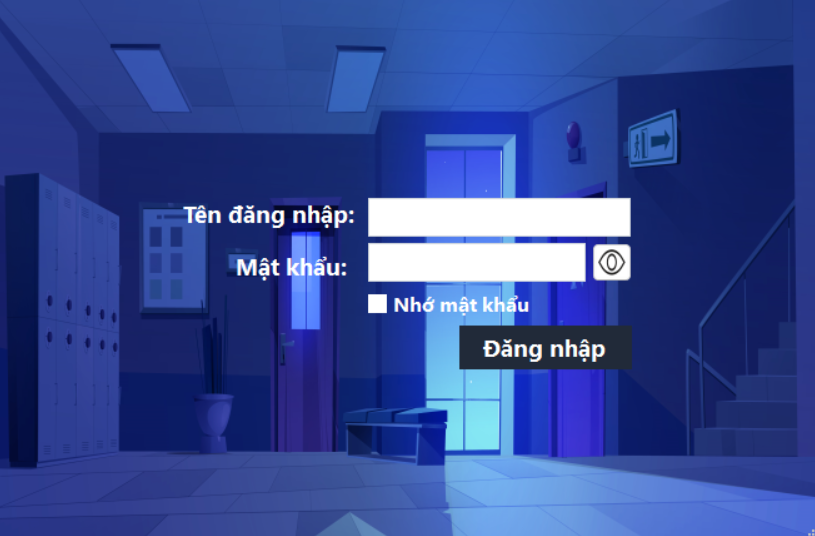 Tên đăng nhập:
Mật khẩu:
Nhớ mật khẩu
Đăng nhập